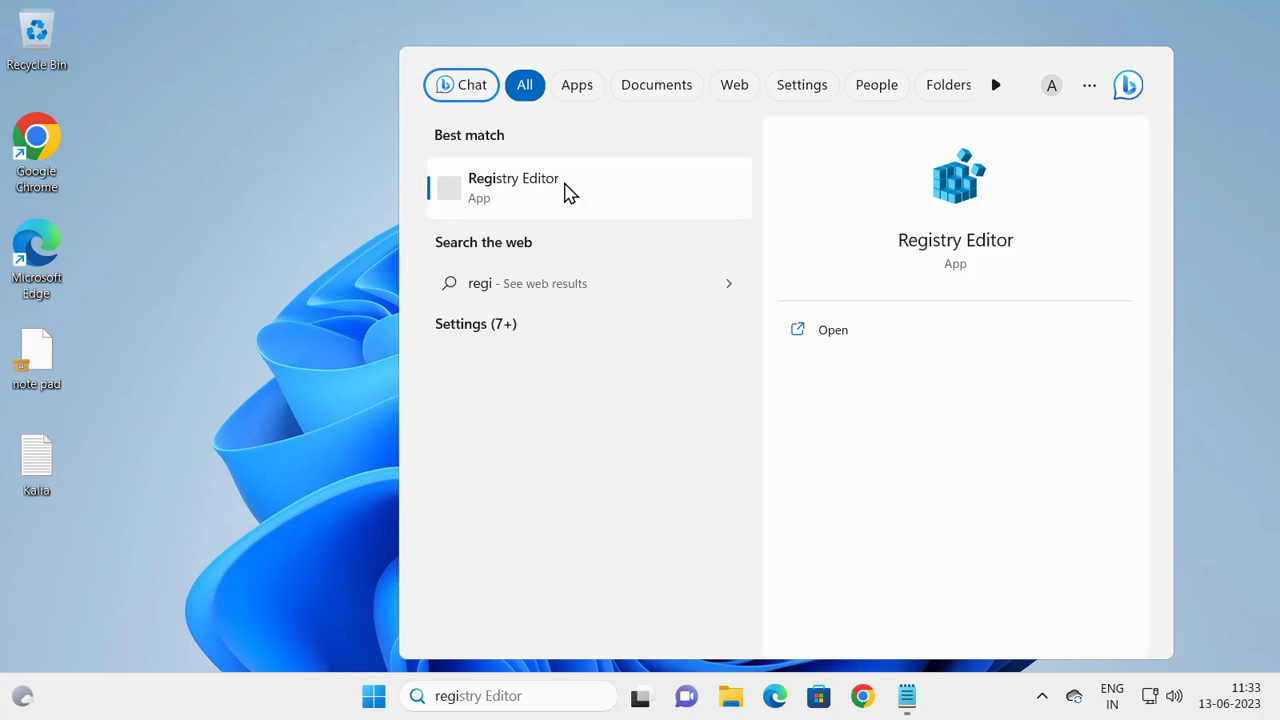 Recycle Bin
Google
Chrome
Microsoft
Edge
note pad
Kalia
Chat
All
Apps
Documents
Web
Settings
People
Folders
A
Best match
Registry Editor
App
Search the web
regi - See web results
Settings (7+)
Registry Editor
App
Open
registry Editor
ENG
IN
11:33
13-06-2023